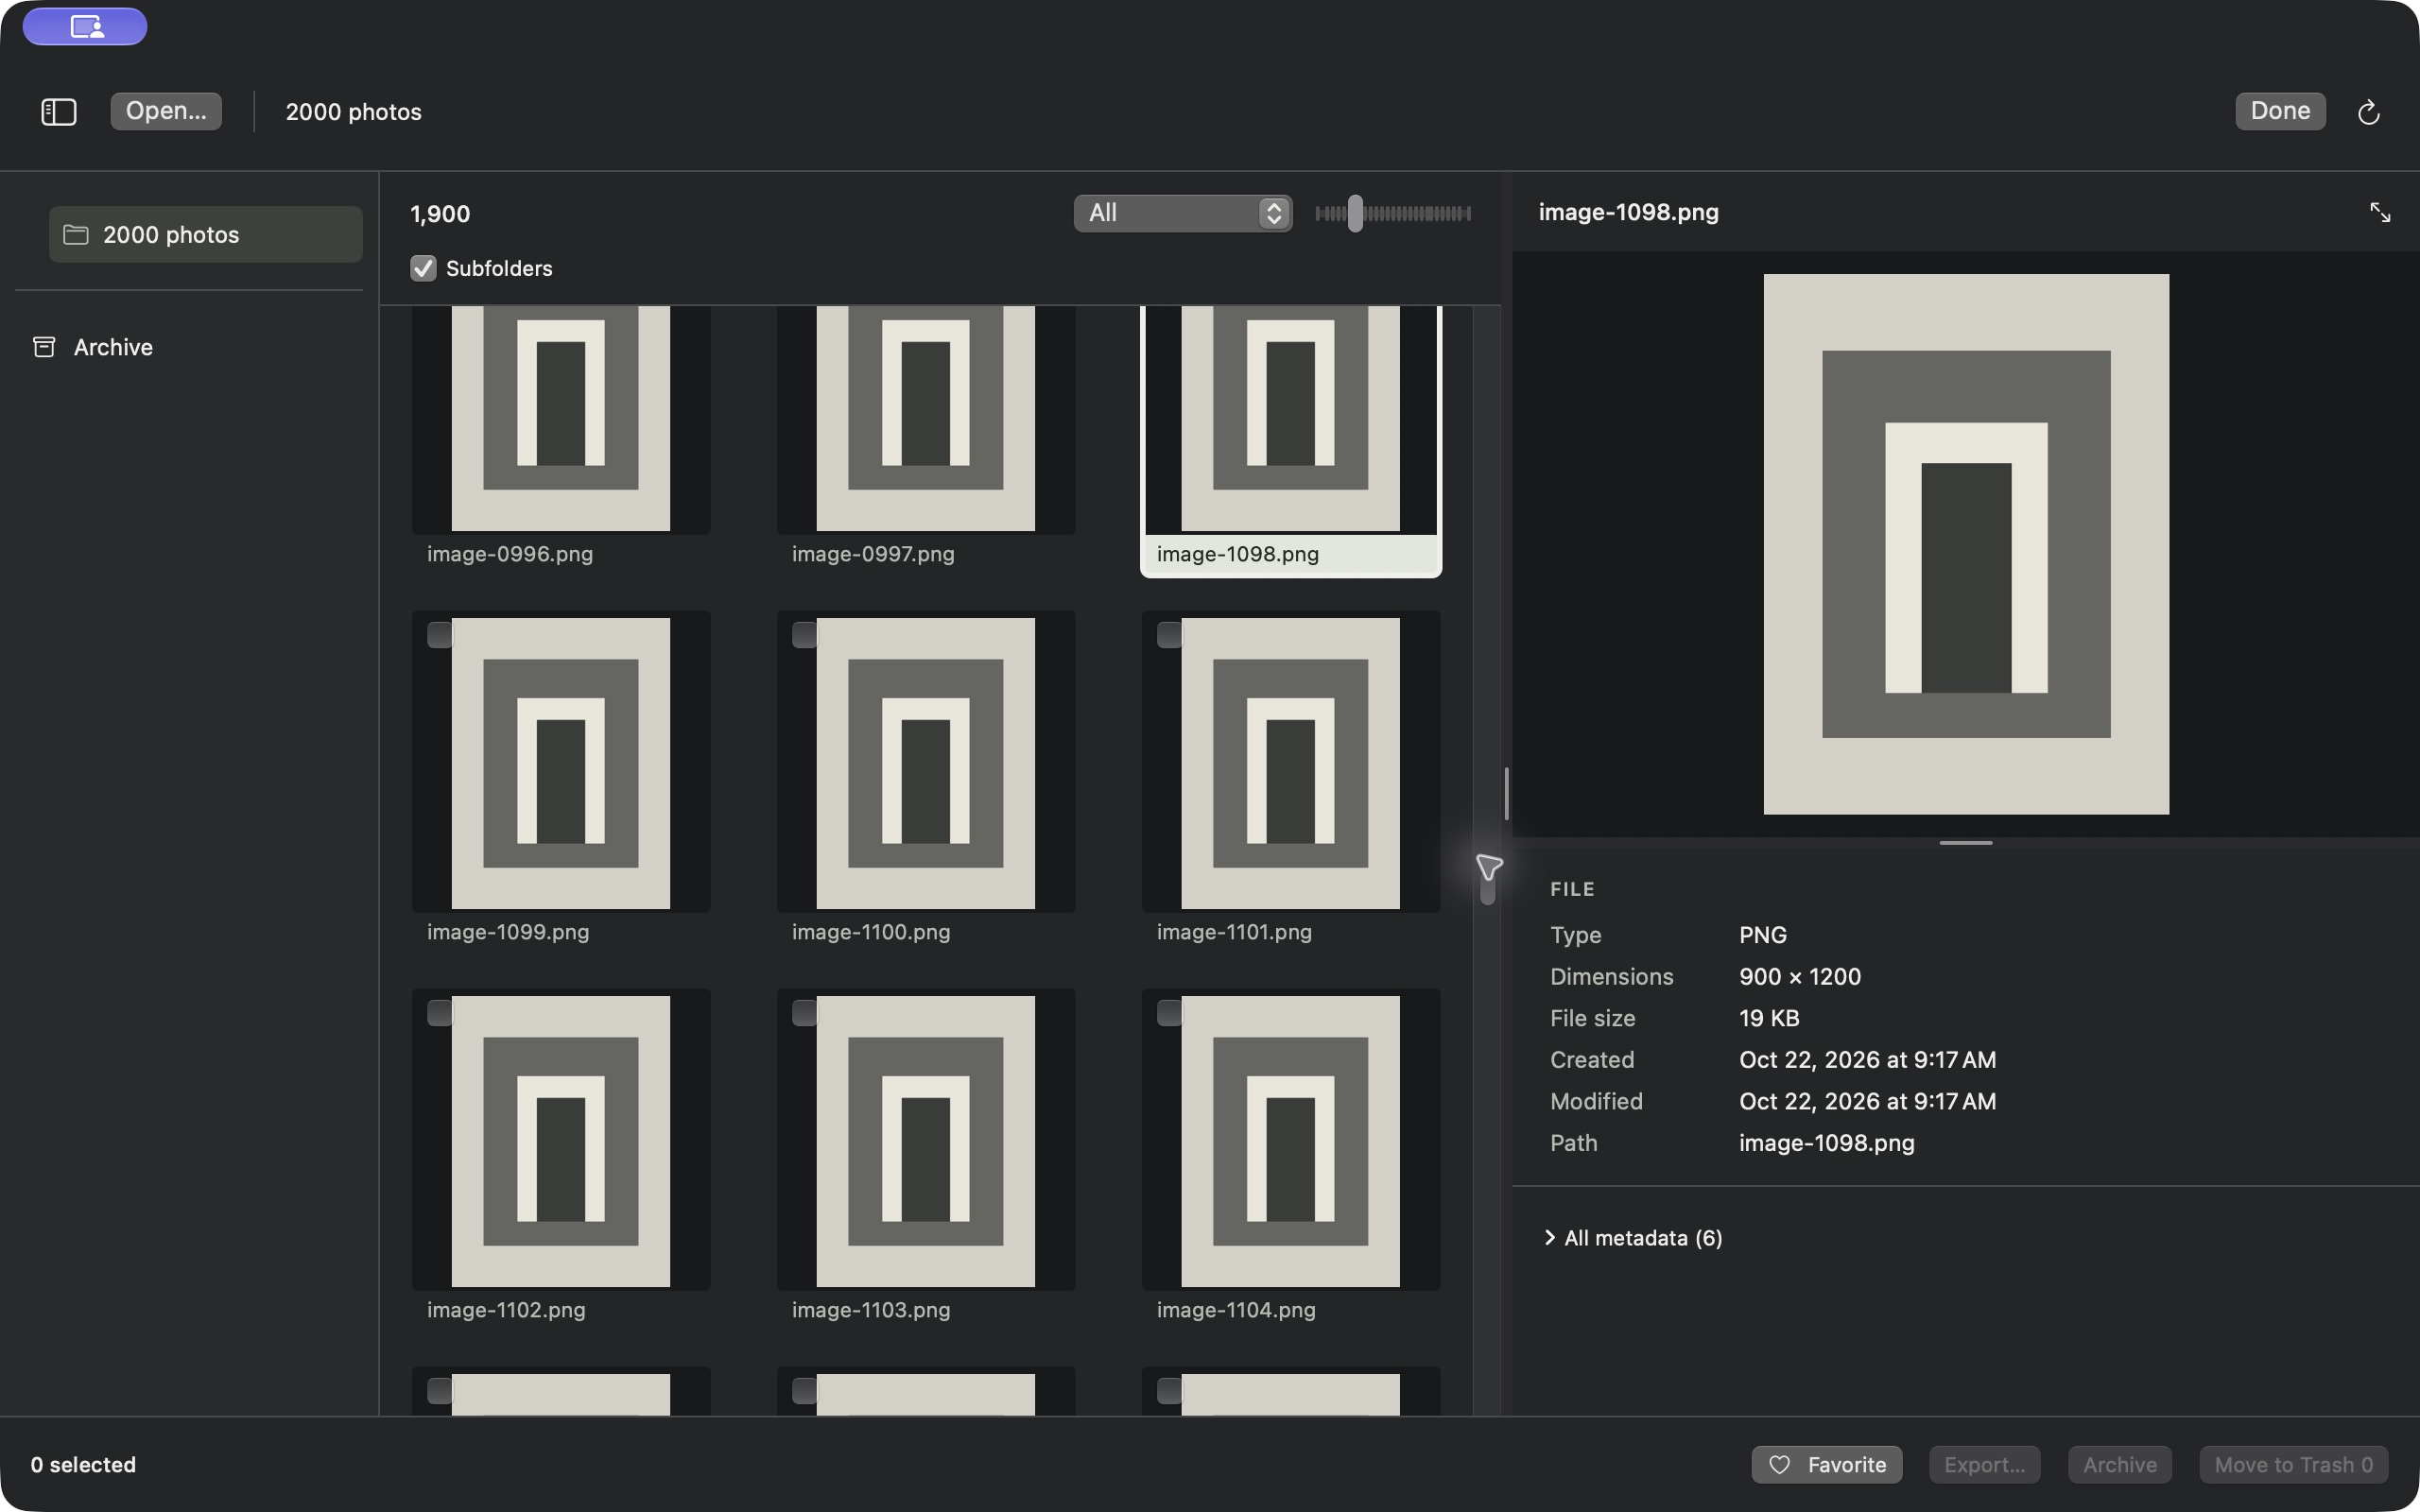 Open...
2000 photos
Done
2000 photos
Archive
1,900
All
Subfolders
image-0996.png
image-0997.png
image-1098.png
image-1099.png
image-1100.png
image-1101.png
image-1102.png
image-1103.png
image-1104.png
image-1098.png
FILE
Type PNG
Dimensions 900 × 1200
File size 19 KB
Created Oct 22, 2026 at 9:17 AM
Modified Oct 22, 2026 at 9:17 AM
Path image-1098.png
All metadata (6)
0 selected
Favorite
Export...
Archive
Move to Trash 0